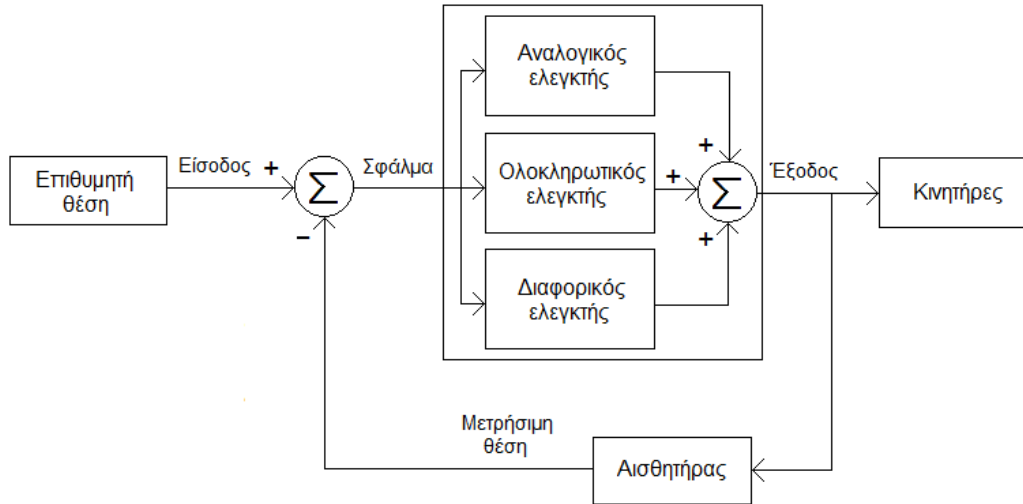 Αναλογικός
ελεγκτής
Επιθυμητή
θέση
Είσοδος
+
Σ
−
Σφάλμα
Ολοκληρωτικός
ελεγκτής
+
+
+
Σ
Έξοδος
Κινητήρες
Διαφορικός
ελεγκτής
Μετρήσιμη
θέση
Αισθητήρας